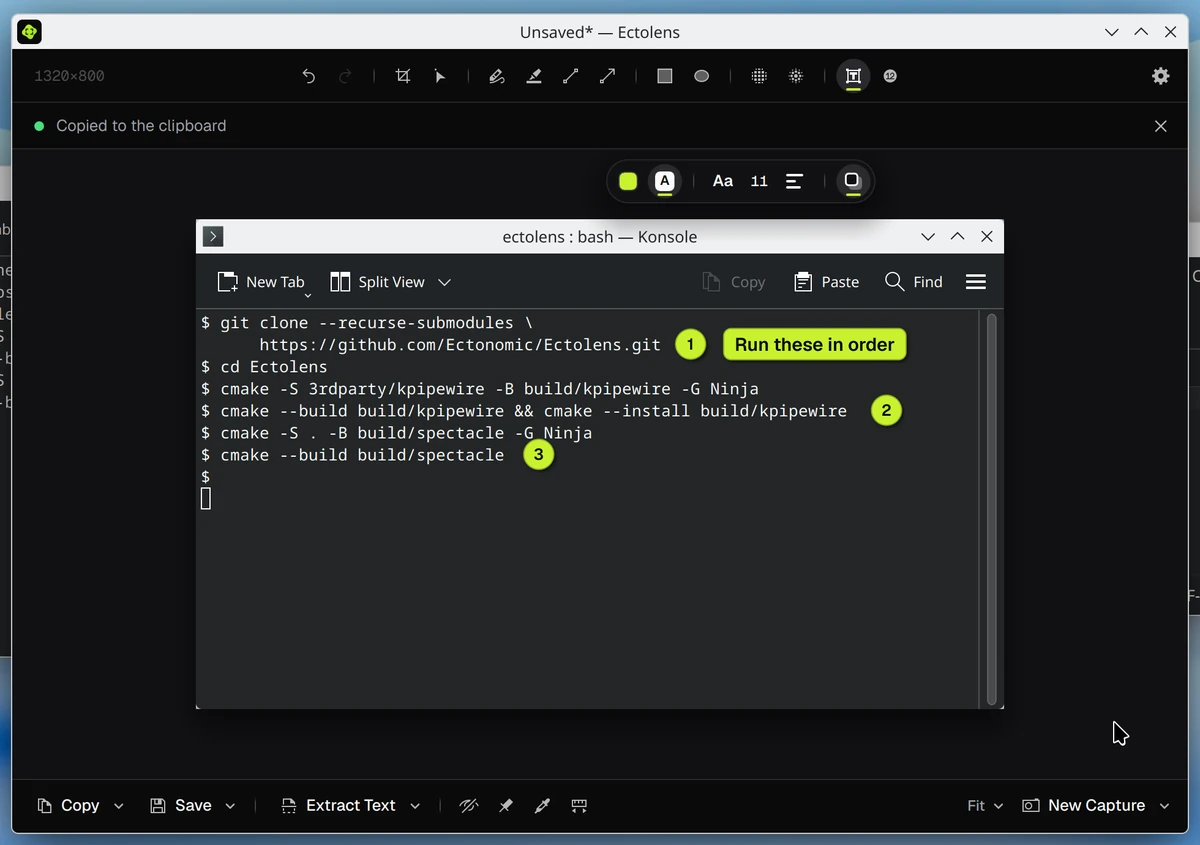 Unsaved* — Ectolens
1320×800
12
Copied to the clipboard
A Aa 11
ectolens : bash — Konsole
New Tab Split View Copy Paste Find
$ git clone --recurse-submodules \
https://github.com/Ectonomic/Ectolens.git 1 Run these in order
$ cd Ectolens
$ cmake -S 3rdparty/kpipewire -B build/kpipewire -G Ninja
$ cmake --build build/kpipewire && cmake --install build/kpipewire 2
$ cmake -S . -B build/spectacle -G Ninja
$ cmake --build build/spectacle 3
$
Copy Save Extract Text Fit New Capture